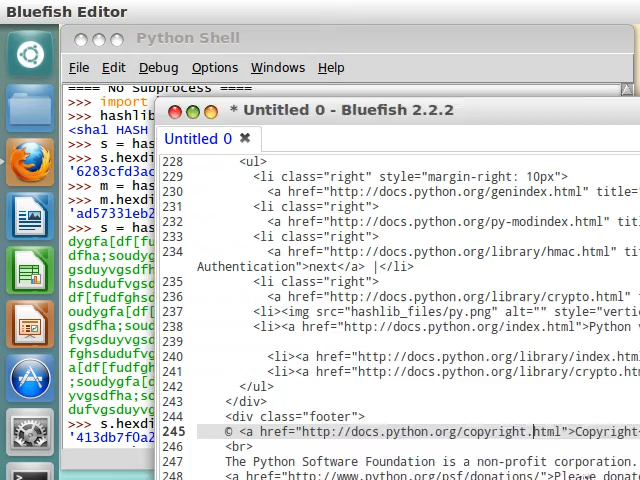 Bluefish Editor
Python Shell
File Edit Debug Options Windows Help
==== No Subprocess ====
>>> import
>>> hashlib
<sha1 HASH
>>> s = has
>>> s.hexdi
'6283cfd3ac
>>> m = has
>>> m.hexdi
'ad57331eb2
>>> s = has
dygfa[df[fud
dfha;soudyg
gsduyvgsdfh
hsdudufvgsd
df[fudfghsd
oudygfa[df[
gsdfha;soud
fvgsduyvgsd
fghsdudufvg
a[df[fudfgh
;soudygfa[d
yvgsdfha;so
dufvgsduyvg
>>> s.hexdi
'413db7f0a2
* Untitled 0 - Bluefish 2.2.2
Untitled 0 ✖
228 <ul>
229 <li class="right" style="margin-right: 10px">
230 <a href="http://docs.python.org/genindex.html" title="
231 <li class="right">
232 <a href="http://docs.python.org/py-modindex.html" titl
233 <li class="right">
234 <a href="http://docs.python.org/library/hmac.html" titl
Authentication">next</a> |</li>
235 <li class="right">
236 <a href="http://docs.python.org/library/crypto.html" t
237 <li><img src="hashlib_files/py.png" alt="" style="vertic
238 <li><a href="http://docs.python.org/index.html">Python v
239
240 <li><a href="http://docs.python.org/library/index.html
241 <li><a href="http://docs.python.org/library/crypto.htm
242 </ul>
243 </div>
244 <div class="footer">
245 © <a href="http://docs.python.org/copyright.html">Copyright<
246 <br>
247 The Python Software Foundation is a non-profit corporation.
248 <a href="http://www.python.org/psf/donations/">Please donate